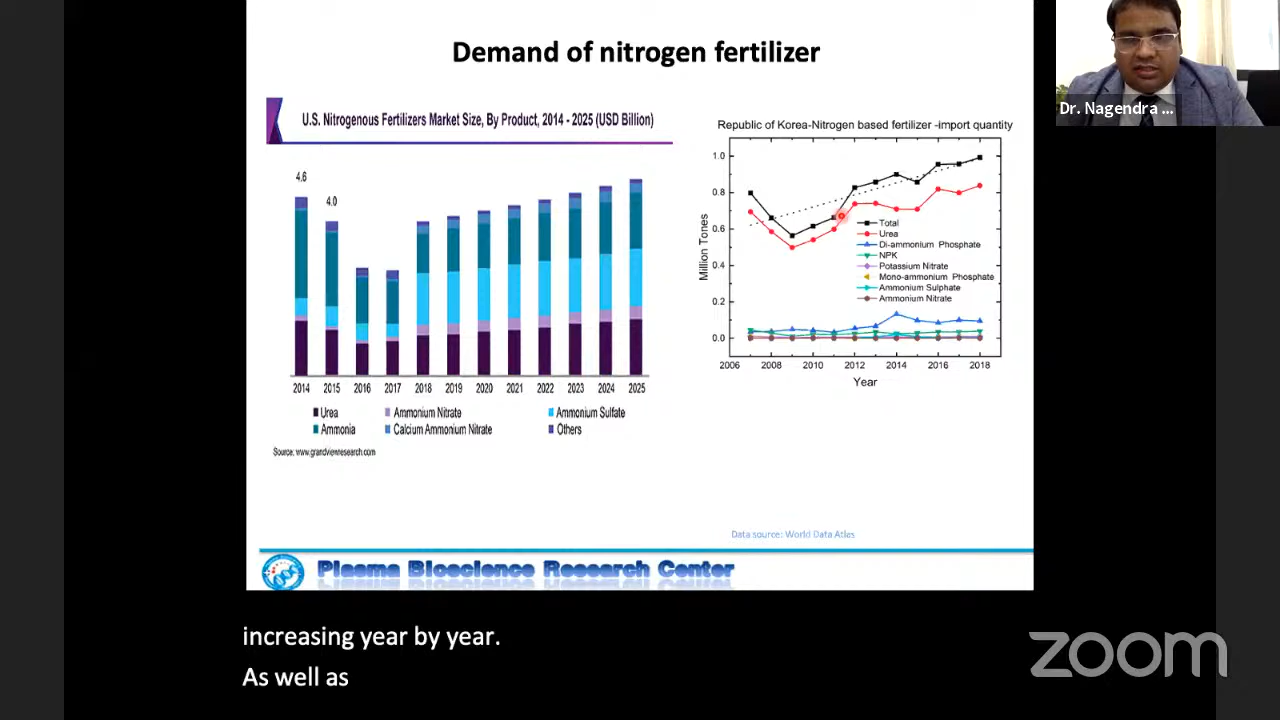 Demand of nitrogen fertilizer
U.S. Nitrogenous Fertilizers Market Size, By Product, 2014 - 2025 (USD Billion)
4.6
4.0
2014 2015 2016 2017 2018 2019 2020 2021 2022 2023 2024 2025
Urea Ammonium Nitrate Ammonium Sulfate
Ammonia Calcium Ammonium Nitrate Others
Source: www.grandviewresearch.com
Republic of Korea-Nitrogen based fertilizer -import quantity
Million Tones
1.0
0.8
0.6
0.4
0.2
0.0
Total
Urea
Di-ammonium Phosphate
NPK
Potassium Nitrate
Mono-ammonium Phosphate
Ammonium Sulphate
Ammonium Nitrate
2006 2008 2010 2012 2014 2016 2018
Year
Data source: World Data Atles
Plasma Bioscience Research Center
Dr. Nagendra ...
increasing year by year.
As well as
zoom